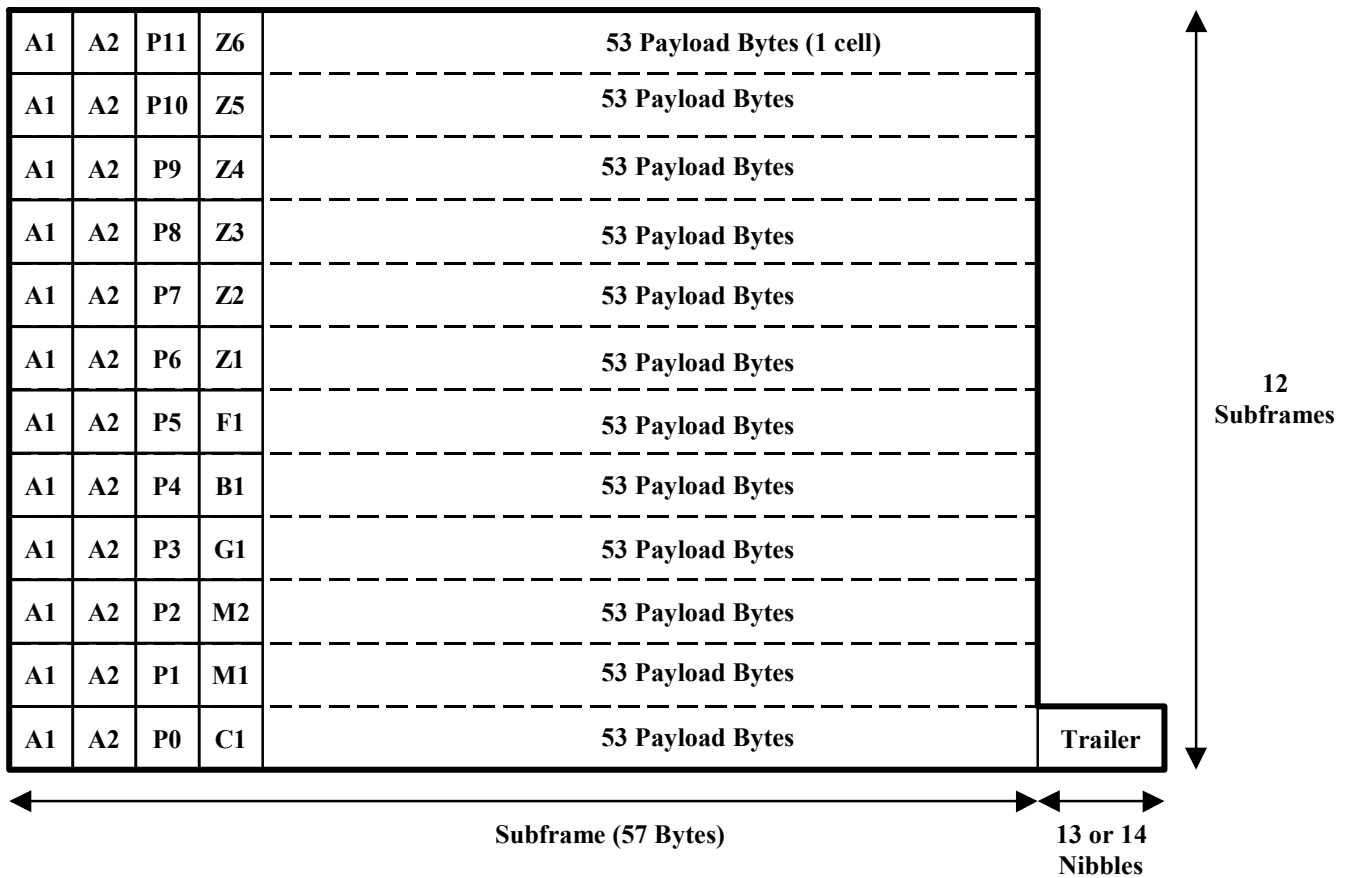 A1 A2 P11 Z6 53 Payload Bytes (1 cell)
A1 A2 P10 Z5 53 Payload Bytes
A1 A2 P9 Z4 53 Payload Bytes
A1 A2 P8 Z3 53 Payload Bytes
A1 A2 P7 Z2 53 Payload Bytes
A1 A2 P6 Z1 53 Payload Bytes
A1 A2 P5 F1 53 Payload Bytes
A1 A2 P4 B1 53 Payload Bytes
A1 A2 P3 G1 53 Payload Bytes
A1 A2 P2 M2 53 Payload Bytes
A1 A2 P1 M1 53 Payload Bytes
A1 A2 P0 C1 53 Payload Bytes Trailer
12
Subframes
Subframe (57 Bytes)
13 or 14
Nibbles